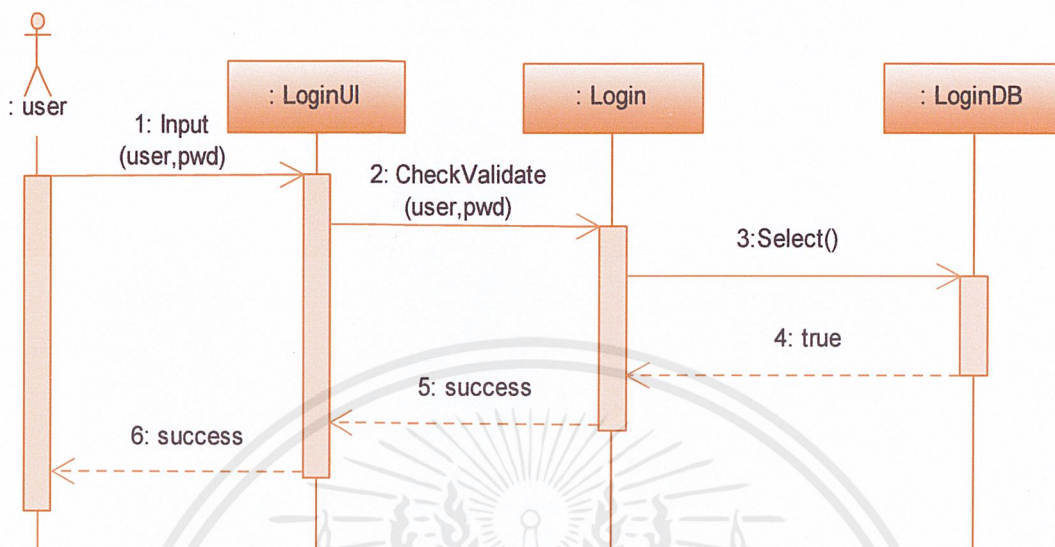 : user
: LoginUI
: Login
: LoginDB
1: Input
(user,pwd)
2: CheckValidate
(user,pwd)
3:Select()
4: true
5: success
6: success